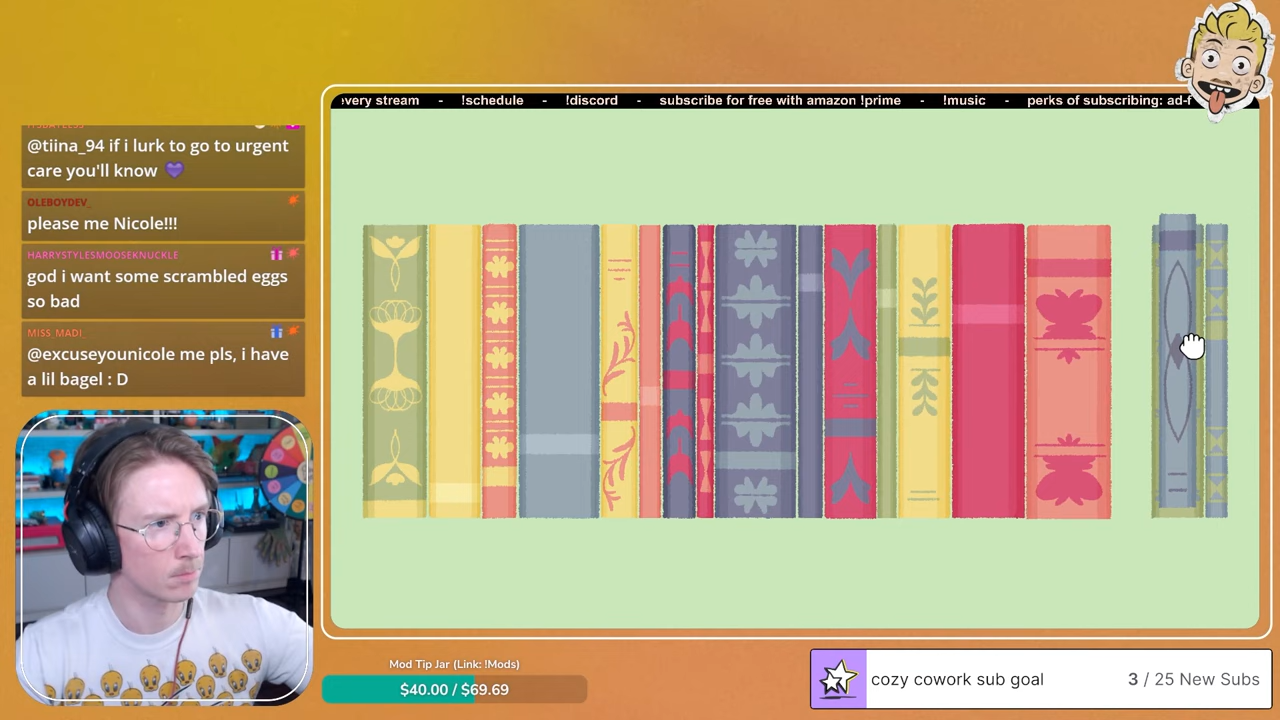 every stream - !schedule - !discord - subscribe for free with amazon !prime - !music - perks of subscribing: ad-f
@tiina_94 if i lurk to go to urgent
care you'll know 💜
OLEBOYDEV_
please me Nicole!!!
HARRYSTYLESMOOSEKNUCKLE
god i want some scrambled eggs
so bad
MISS_MADI_
@excuseyounicole me pls, i have
a lil bagel : D
Mod Tip Jar (Link: !Mods)
$40.00 / $69.69
cozy cowork sub goal
3 / 25 New Subs